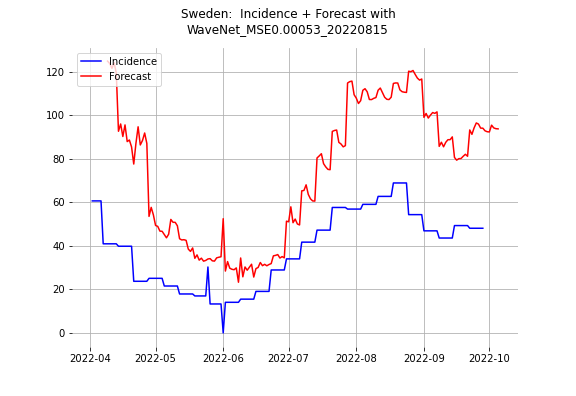 Sweden:  Incidence + Forecast with
WaveNet_MSE0.00053_20220815
Incidence
Forecast
120
100
80
60
40
20
0
2022-04 2022-05 2022-06 2022-07 2022-08 2022-09 2022-10